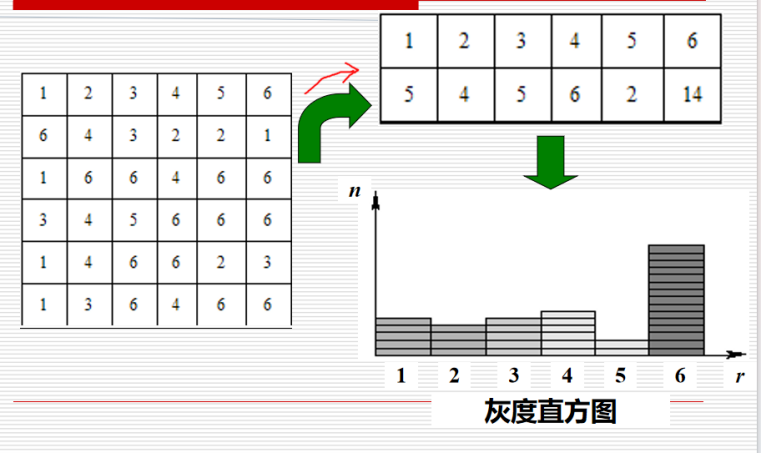 1 2 3 4 5 6
6 4 3 2 2 1
1 6 6 4 6 6
3 4 5 6 6 6
1 4 6 6 2 3
1 3 6 4 6 6
1 2 3 4 5 6
5 4 5 6 2 14
n
1 2 3 4 5 6 r
灰度直方图